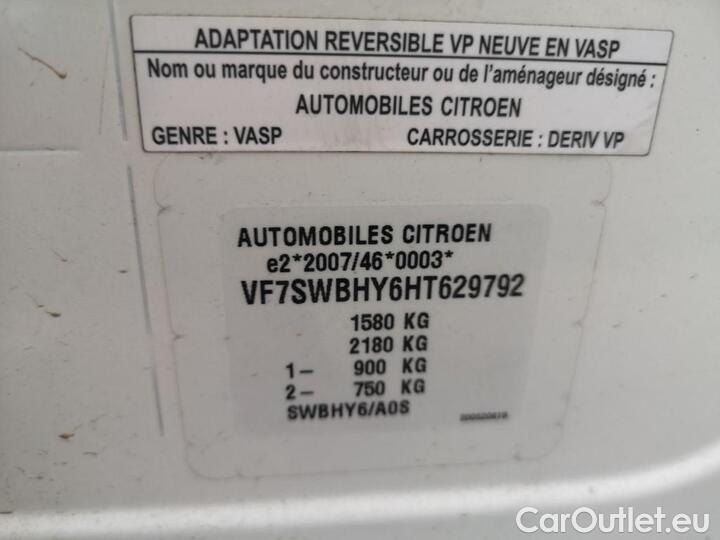 ADAPTATION REVERSIBLE VP NEUVE EN VASP
Nom ou marque du constructeur ou de l'aménageur désigné :
AUTOMOBILES CITROEN
GENRE : VASP CARROSSERIE : DERIV VP
AUTOMOBILES CITROEN
e2*2007/46*0003*
VF7SWBHY6HT629792
1580 KG
2180 KG
1- 900 KG
2- 750 KG
SWBHY6/A0S
CarOutlet.eu